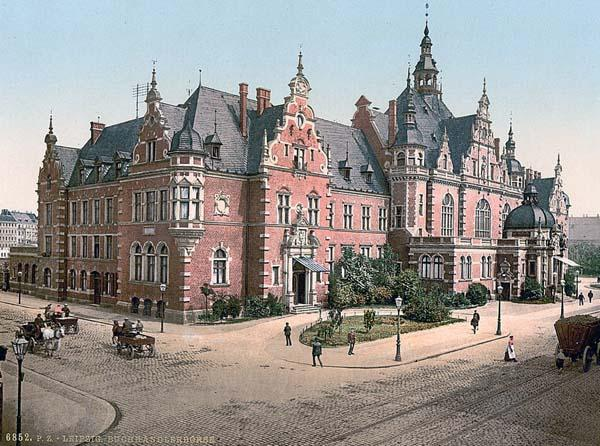 6852. P. Z - LEIPZIG. BUCHHÄNDLERBÖRSE